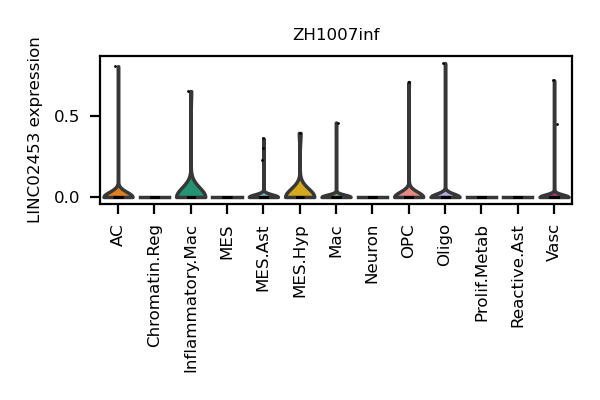 ZH1007inf
LINC02453 expression
0.5
0.0
AC
Chromatin.Reg
Inflammatory.Mac
MES
MES.Ast
MES.Hyp
Mac
Neuron
OPC
Oligo
Prolif.Metab
Reactive.Ast
Vasc